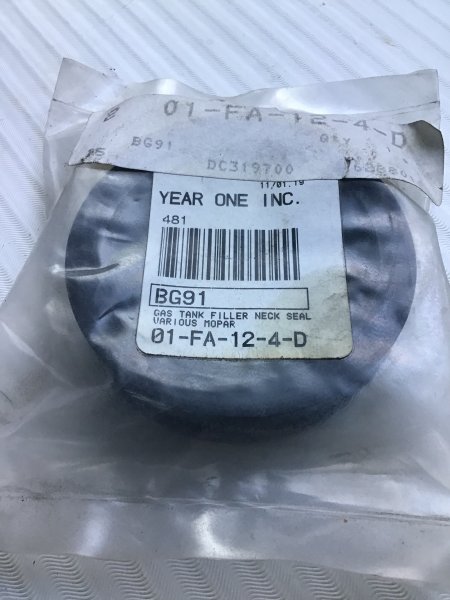 01-FA-12-4-D
BG91
DC319700
11/01.19
YEAR ONE INC.
481
BG91
GAS TANK FILLER NECK SEAL
VARIOUS MOPAR
01-FA-12-4-D